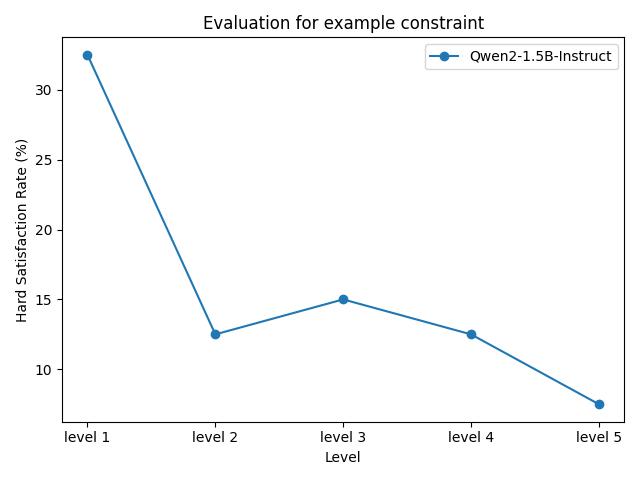 Evaluation for example constraint
Qwen2-1.5B-Instruct
Hard Satisfaction Rate (%)
30
25
20
15
10
level 1 level 2 level 3 level 4 level 5
Level